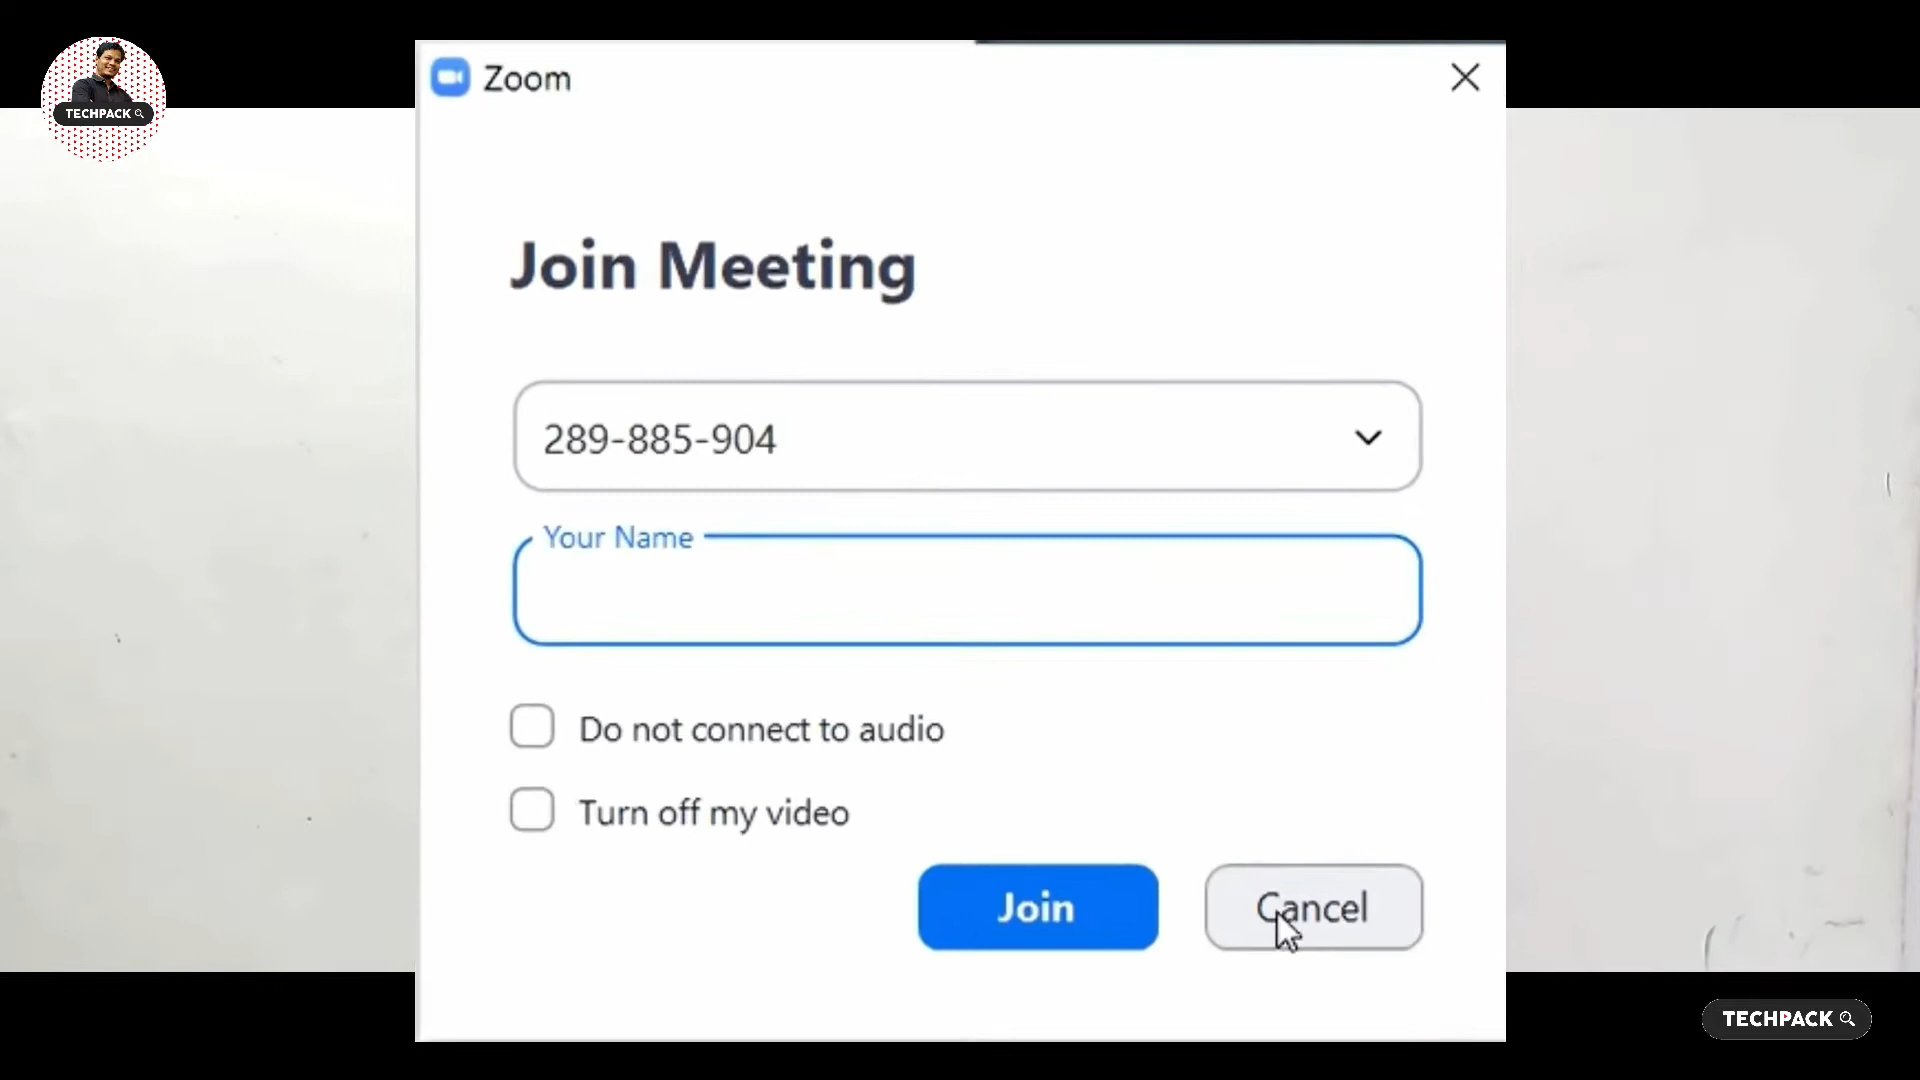 TECHPACK
Zoom
Join Meeting
289-885-904
Your Name
Do not connect to audio
Turn off my video
Join
Cancel
TECHPACK